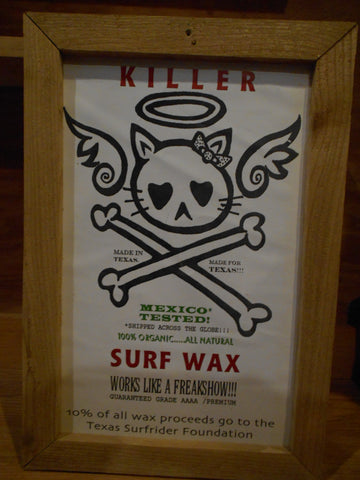 KILLER
MADE IN
TEXAS.
MADE FOR
TEXAS!!!
MEXICO*
TESTED!
*SHIPPED ACROSS THE GLOBE!!!
100% ORGANIC.....ALL NATURAL
SURF WAX
WORKS LIKE A FREAKSHOW!!!
GUARANTEED GRADE AAAA /PREMIUM
10% of all wax proceeds go to the
Texas Surfrider Foundation